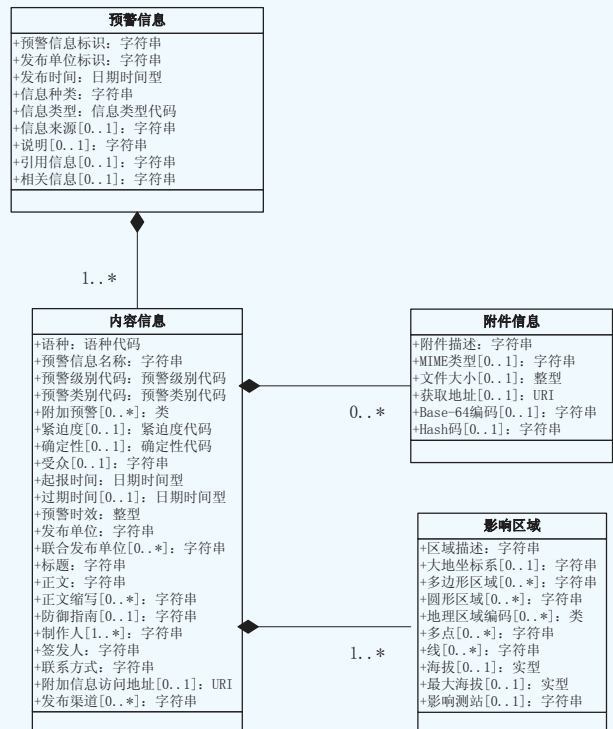 预警信息
+预警信息标识：字符串
+发布单位标识：字符串
+发布时间：日期时间型
+信息种类：字符串
+信息类型：信息类型代码
+信息来源[0..1]：字符串
+说明[0..1]：字符串
+引用信息[0..1]：字符串
+相关信息[0..1]：字符串
1..*
内容信息
+语种：语种代码
+预警信息名称：字符串
+预警级别代码：预警级别代码
+预警类别代码：预警类别代码
+附加预警[0..*]：类
+紧迫度[0..1]：紧迫度代码
+确定性[0..1]：确定性代码
+受众[0..1]：字符串
+起报时间：日期时间型
+过期时间[0..1]：日期时间型
+预警时效：整型
+发布单位：字符串
+联合发布单位[0..*]：字符串
+标题：字符串
+正文：字符串
+正文缩写[0..*]：字符串
+防御指南[0..1]：字符串
+制作人[1..*]：字符串
+签发人：字符串
+联系方式：字符串
+附加信息访问地址[0..1]：URI
+发布渠道[0..*]：字符串
0..*
附件信息
+附件描述：字符串
+MIME类型[0..1]：字符串
+文件大小[0..1]：整型
+获取地址[0..1]：URI
+Base-64编码[0..1]：字符串
+Hash码[0..1]：字符串
1..*
影响区域
+区域描述：字符串
+大地坐标系[0..1]：字符串
+多边形区域[0..*]：字符串
+圆形区域[0..*]：字符串
+地理区域编码[0..*]：类
+多点[0..*]：字符串
+线[0..*]：字符串
+海拔[0..1]：实型
+最大海拔[0..1]：实型
+影响测站[0..1]：字符串